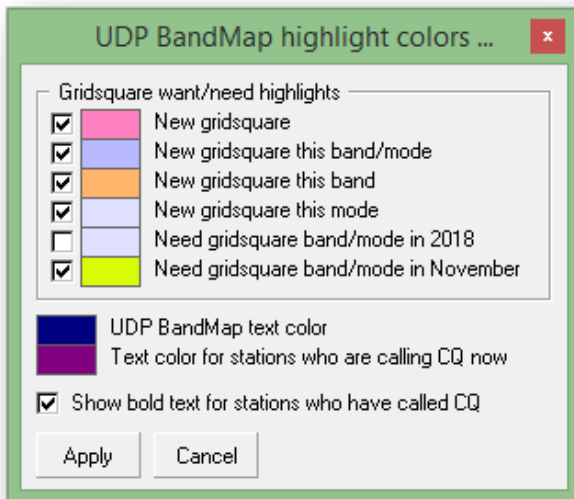 UDP BandMap highlight colors ...
x
Gridsquare want/need highlights
New gridsquare
New gridsquare this band/mode
New gridsquare this band
New gridsquare this mode
Need gridsquare band/mode in 2018
Need gridsquare band/mode in November
UDP BandMap text color
Text color for stations who are calling CQ now
Show bold text for stations who have called CQ
Apply Cancel